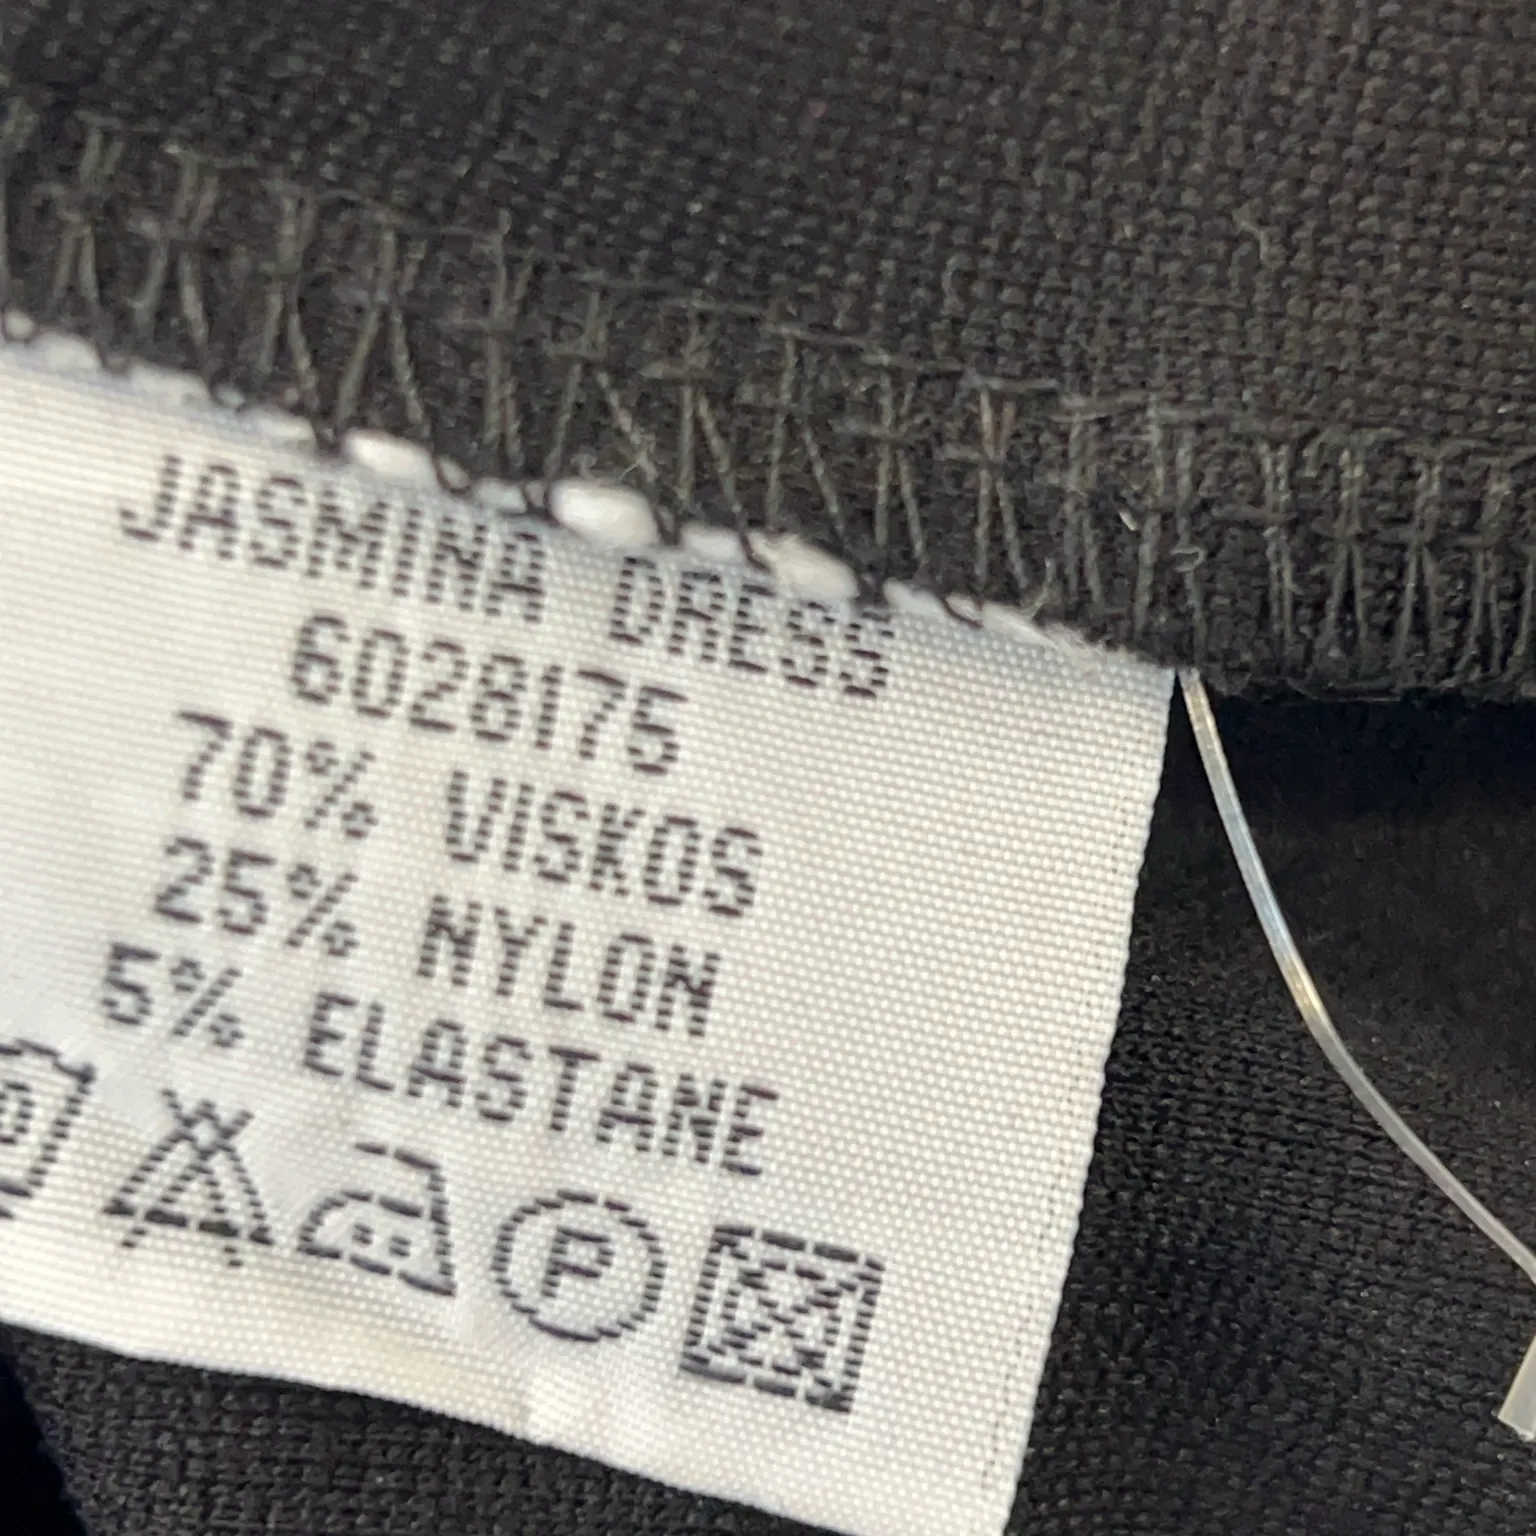 JASMINA DRESS
6028175
70% VISKOS
25% NYLON
5% ELASTANE
P